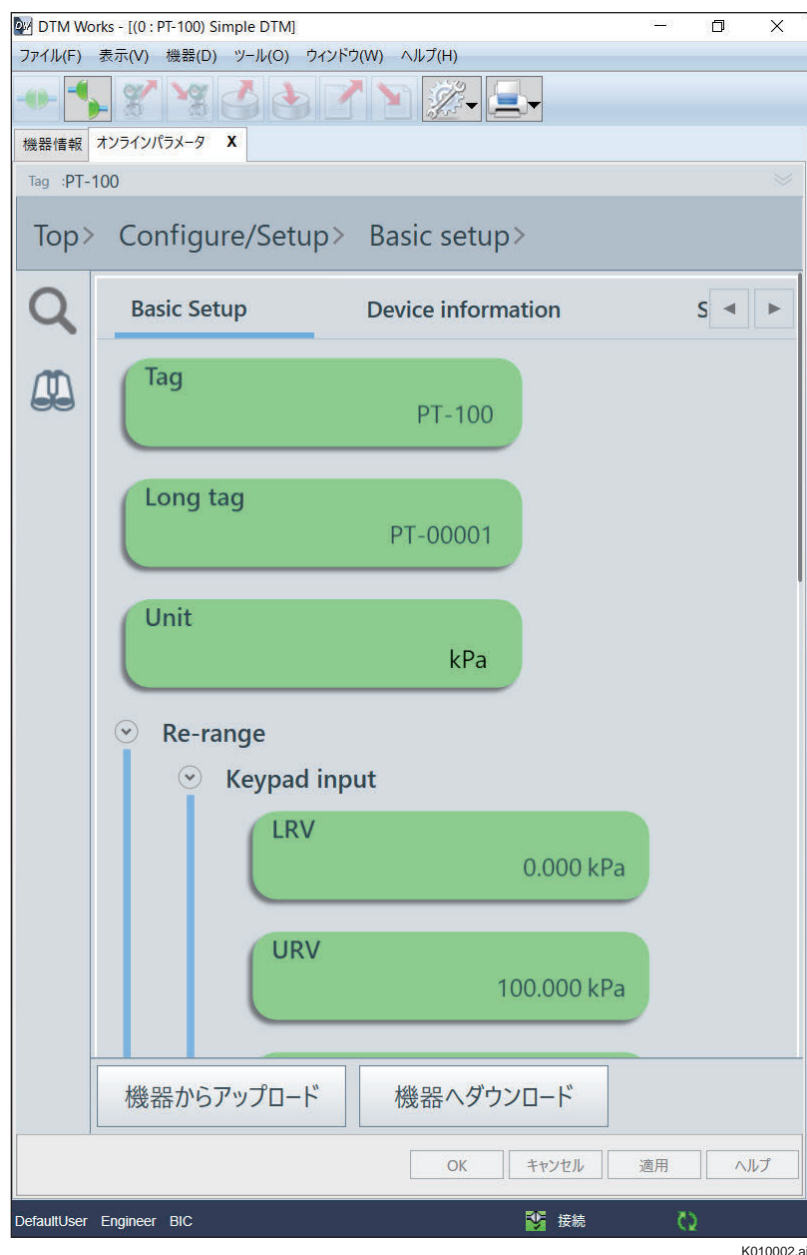 DTM Works - [(0 : PT-100) Simple DTM]
ファイル(F) 表示(V) 機器(D) ツール(O) ウィンドウ(W) ヘルプ(H)
機器情報 オンラインパラメータ X
Tag :PT-100
Top> Configure/Setup> Basic setup>
Basic Setup Device information S
Tag
PT-100
Long tag
PT-00001
Unit
kPa
Re-range
Keypad input
LRV
0.000 kPa
URV
100.000 kPa
機器からアップロード 機器へダウンロード
OK キャンセル 適用 ヘルプ
DefaultUser Engineer BIC 接続